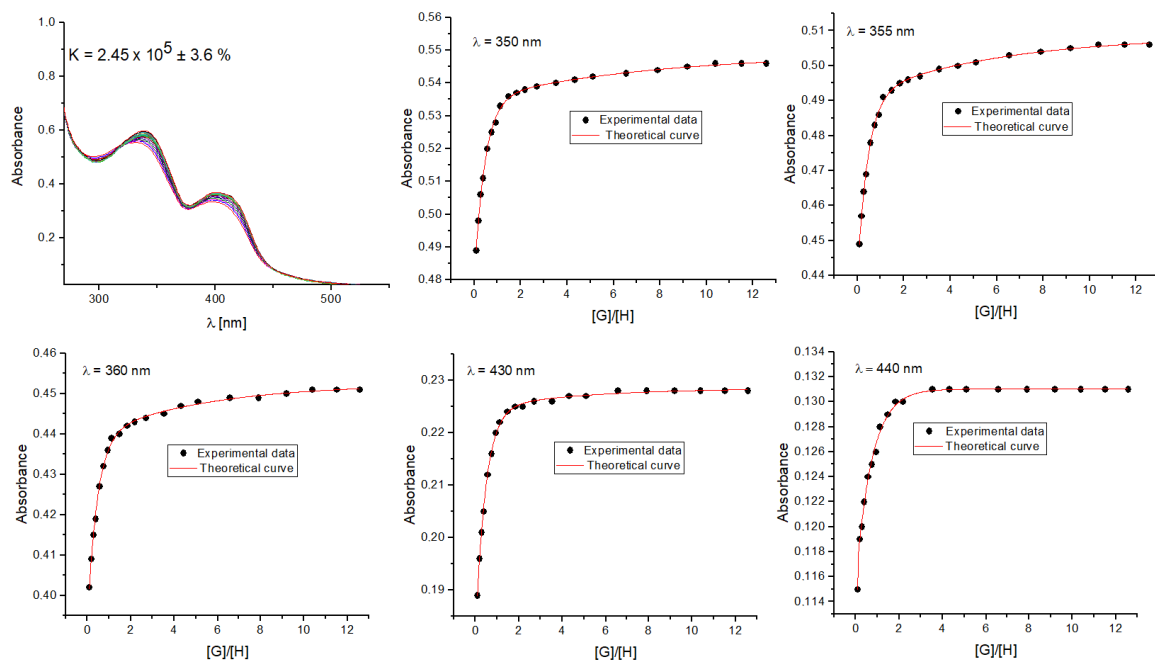 K = 2.45 x 10⁵ ± 3.6 %
Absorbance
1.0
0.8
0.6
0.4
0.2
300
400
500
λ [nm]
λ = 350 nm
Absorbance
0.56
0.55
0.54
0.53
0.52
0.51
0.50
0.49
0.48
Experimental data
Theoretical curve
0 2 4 6 8 10 12
[G]/[H]
λ = 355 nm
Absorbance
0.51
0.50
0.49
0.48
0.47
0.46
0.45
0.44
Experimental data
Theoretical curve
0 2 4 6 8 10 12
[G]/[H]
λ = 360 nm
Absorbance
0.46
0.45
0.44
0.43
0.42
0.41
0.40
Experimental data
Theoretical curve
0 2 4 6 8 10 12
[G]/[H]
λ = 430 nm
Absorbance
0.23
0.22
0.21
0.20
0.19
Experimental data
Theoretical curve
0 2 4 6 8 10 12
[G]/[H]
λ = 440 nm
Absorbance
0.134
0.132
0.130
0.128
0.126
0.124
0.122
0.120
0.118
0.116
0.114
Experimental data
Theoretical curve
0 2 4 6 8 10 12
[G]/[H]